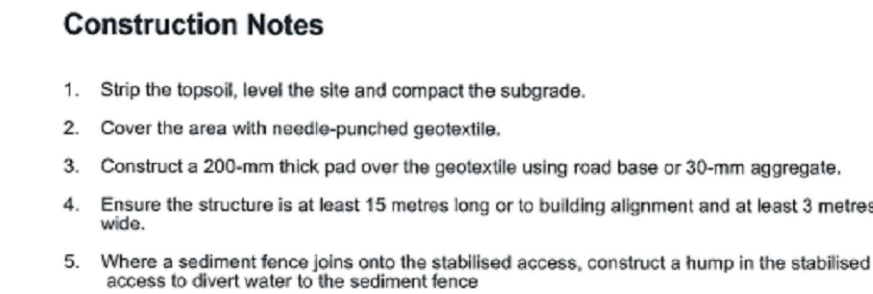 Construction Notes
1. Strip the topsoil, level the site and compact the subgrade.
2. Cover the area with needle-punched geotextile.
3. Construct a 200-mm thick pad over the geotextile using road base or 30-mm aggregate.
4. Ensure the structure is at least 15 metres long or to building alignment and at least 3 metres
wide.
5. Where a sediment fence joins onto the stabilised access, construct a hump in the stabilised
access to divert water to the sediment fence